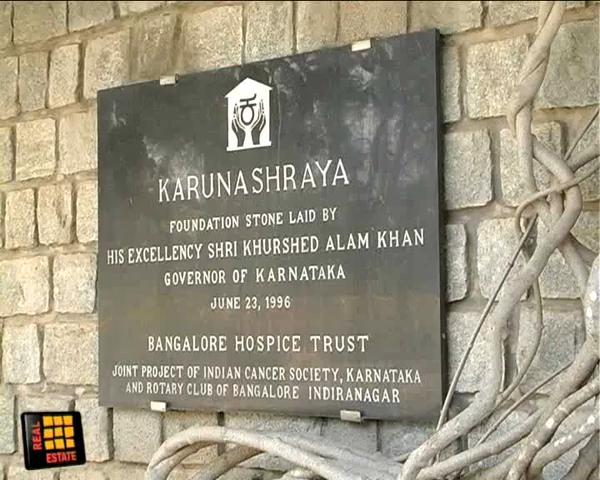 ಕ
KARUNASHRAYA
FOUNDATION STONE LAID BY
HIS EXCELLENCY SHRI KHURSHED ALAM KHAN
GOVERNOR OF KARNATAKA
JUNE 23, 1996
BANGALORE HOSPICE TRUST
JOINT PROJECT OF INDIAN CANCER SOCIETY, KARNATAKA
AND ROTARY CLUB OF BANGALORE INDIRANAGAR
REAL
ESTATE